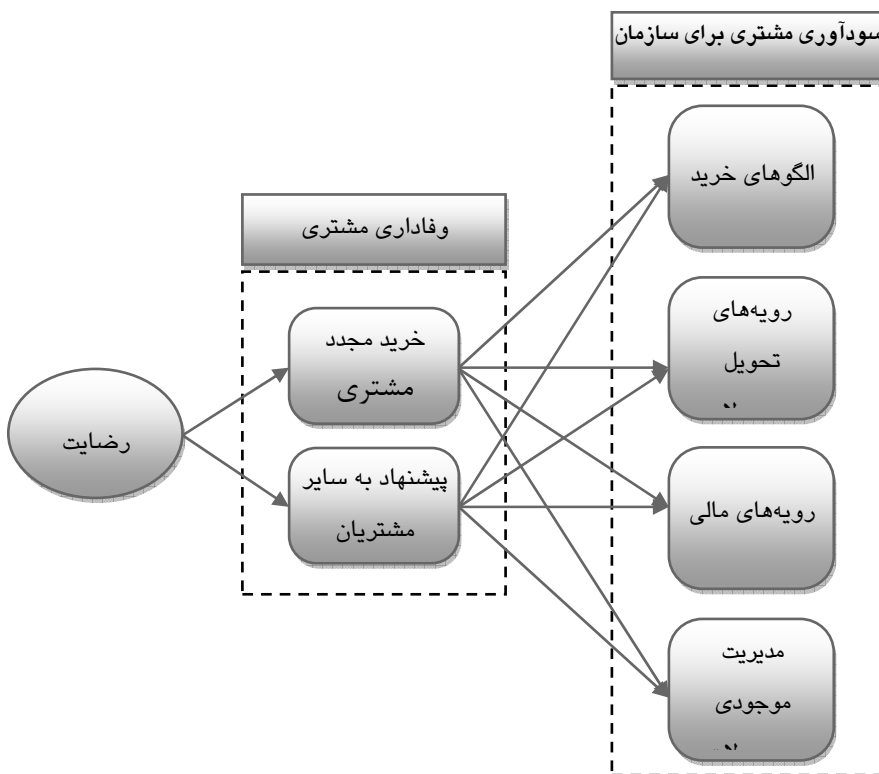 سودآوری مشتری برای سازمان
الگوهای خرید
وفاداری مشتری
رویه‌های
تحویل
خرید مجدد
مشتری
رضایت
پیشنهاد به سایر
مشتریان
رویه‌های مالی
مدیریت
موجودی